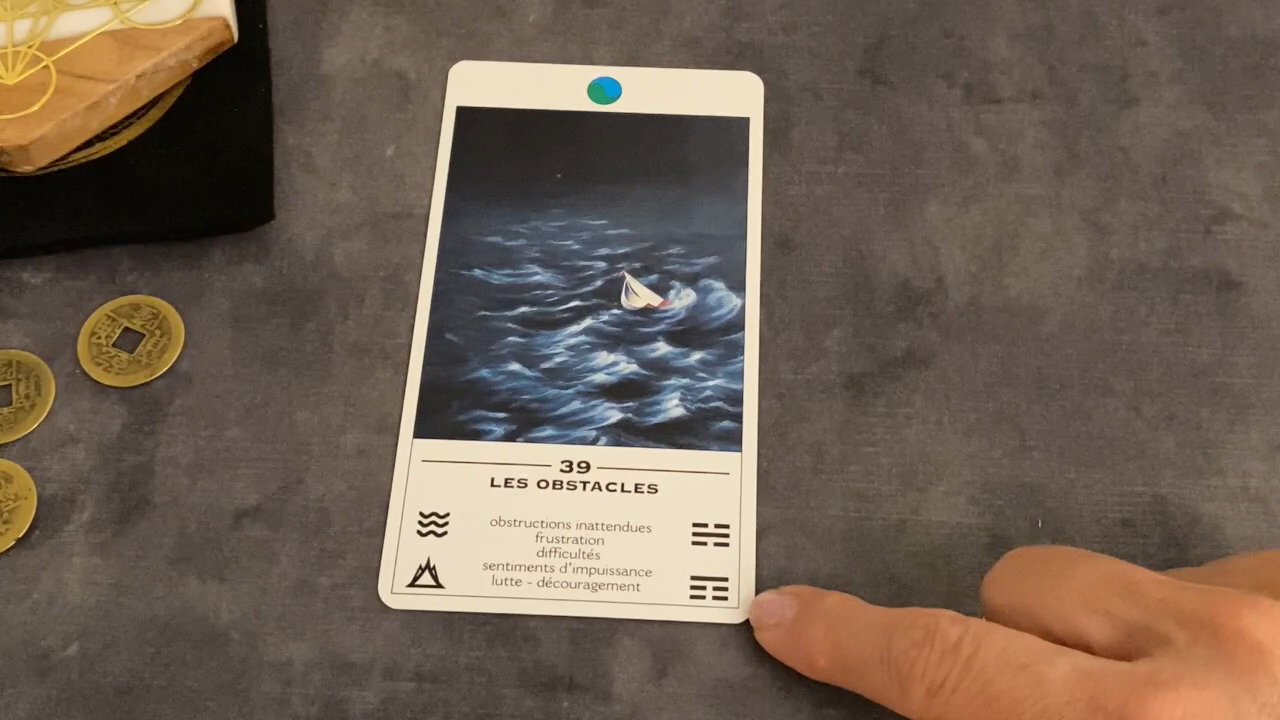 39
LES OBSTACLES
obstructions inattendues
frustration
difficultés
sentiments d'impuissance
lutte - découragement